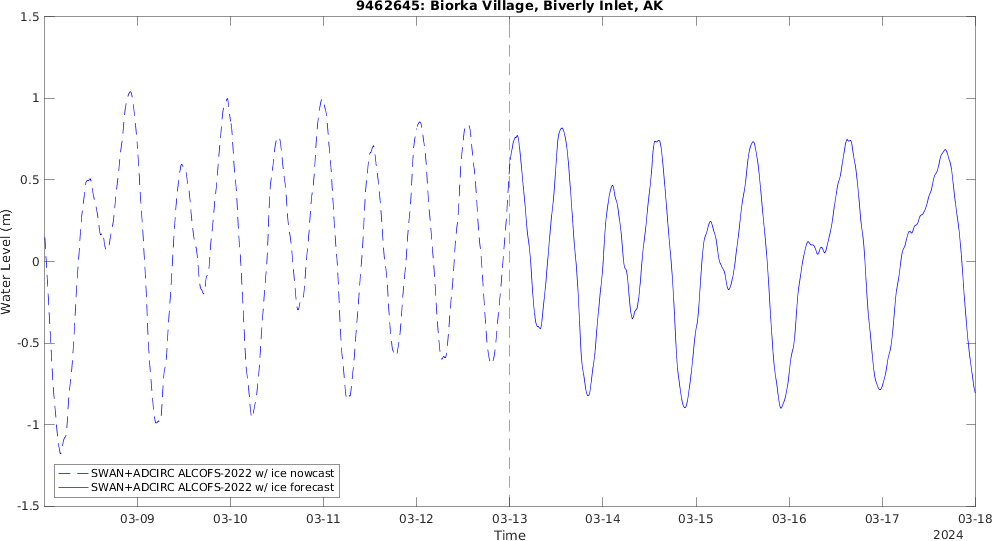 9462645: Biorka Village, Biverly Inlet, AK
Water Level (m)
1.5
1
0.5
0
-0.5
-1
-1.5
SWAN+ADCIRC ALCOFS-2022 w/ ice nowcast
SWAN+ADCIRC ALCOFS-2022 w/ ice forecast
03-09 03-10 03-11 03-12 03-13 03-14 03-15 03-16 03-17 03-18
Time
2024